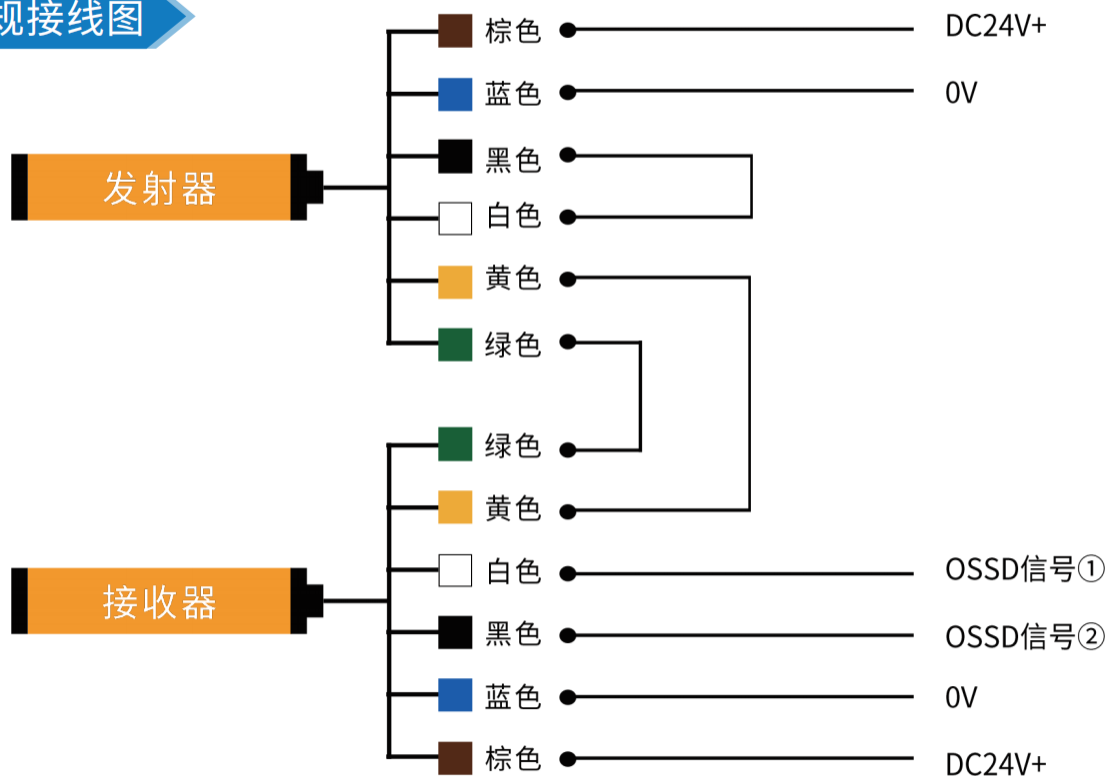 规接线图
棕色 DC24V+
蓝色 0V
黑色
发射器
白色
黄色
绿色
绿色
黄色
白色 OSSD信号①
接收器
黑色 OSSD信号②
蓝色 0V
棕色 DC24V+